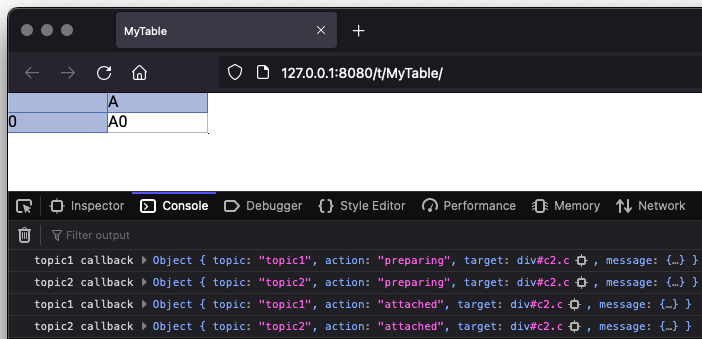 MyTable
127.0.0.1:8080/t/MyTable/
A
0 A0
Inspector Console Debugger Style Editor Performance Memory Network
Filter output
topic1 callback Object { topic: "topic1", action: "preparing", target: div#c2.c , message: {…} }
topic2 callback Object { topic: "topic2", action: "preparing", target: div#c2.c , message: {…} }
topic1 callback Object { topic: "topic1", action: "attached", target: div#c2.c , message: {…} }
topic2 callback Object { topic: "topic2", action: "attached", target: div#c2.c , message: {…} }